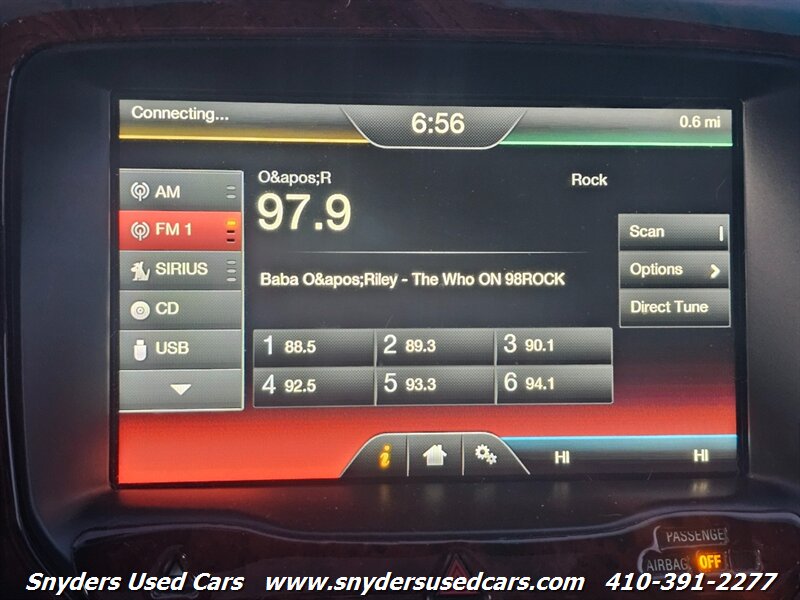 Connecting...
6:56
0.6 mi
AM
FM 1
SIRIUS
CD
USB
O&apos;R
Rock
97.9
Baba O&apos;Riley - The Who ON 98ROCK
Scan
Options
Direct Tune
1 88.5
2 89.3
3 90.1
4 92.5
5 93.3
6 94.1
i
HI
HI
PASSENGE
AIRBAG OFF
Snyders Used Cars www.snydersusedcars.com 410-391-2277